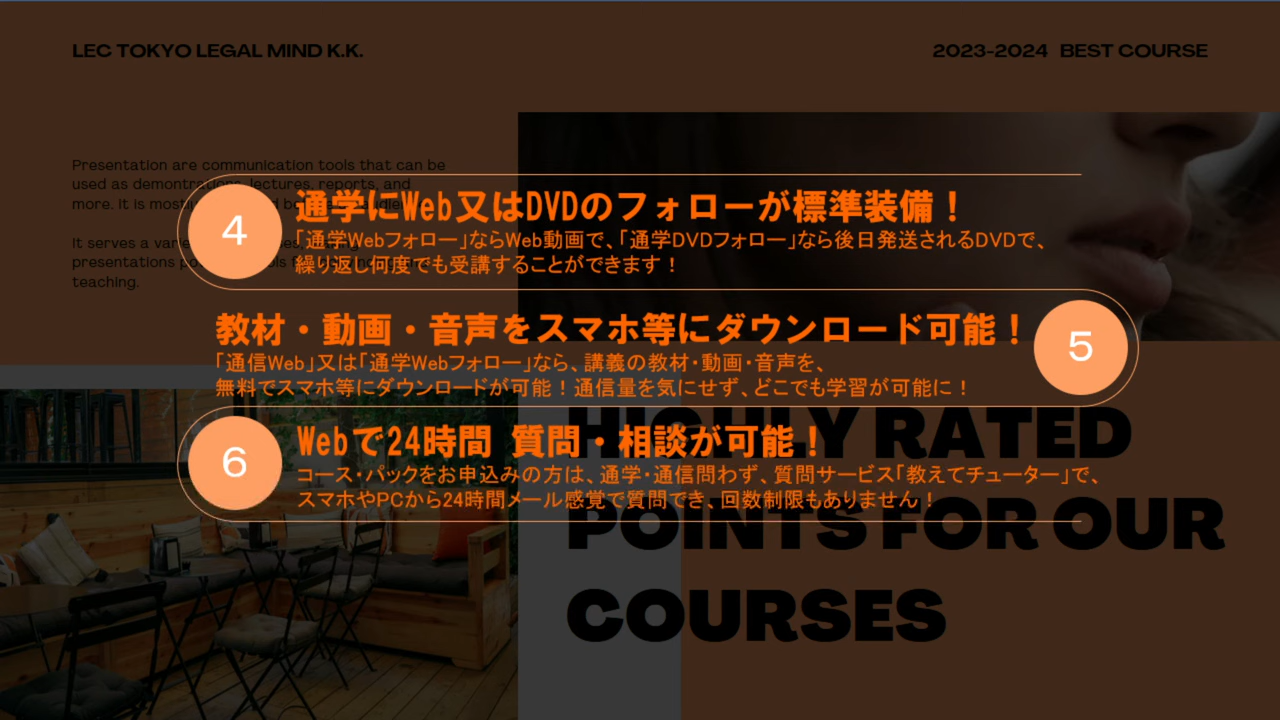 LEC TOKYO LEGAL MIND K.K.
2023-2024 BEST COURSE
Presentation are communication tools that can be
used as demontrations, lectures, reports, and
more. It is mostly
It serves a
presentations
teaching.
4
通学にWeb又はDVDのフォローが標準装備！
「通学Webフォロー」ならWeb動画で、「通学DVDフォロー」なら後日発送されるDVDで、
繰り返し何度でも受講することができます！
教材・動画・音声をスマホ等にダウンロード可能！
「通信Web」又は「通学Webフォロー」なら、講義の教材・動画・音声を、
無料でスマホ等にダウンロードが可能！通信量を気にせず、どこでも学習が可能に！
5
6
Webで24時間 質問・相談が可能！
コース・パックをお申込みの方は、通学・通信問わず、質問サービス「教えてチューター」で、
スマホやPCから24時間メール感覚で質問でき、回数制限もありません！
HIGHLY RATED
POINTS FOR OUR
COURSES